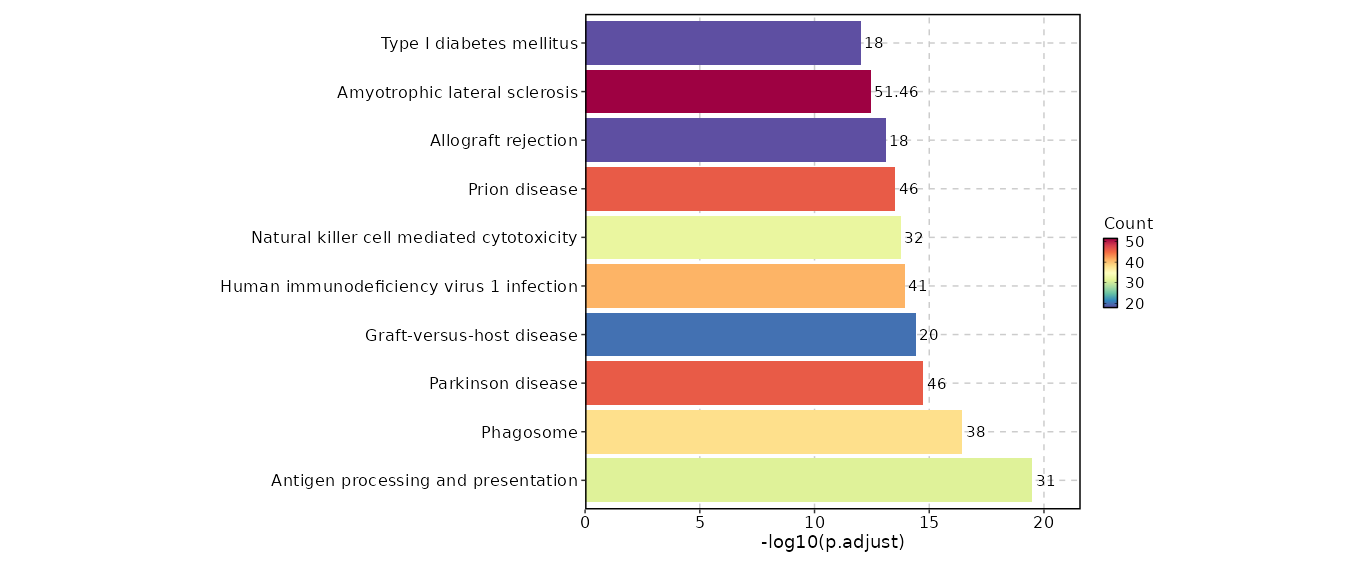 Type I diabetes mellitus 18
Amyotrophic lateral sclerosis 51.46
Allograft rejection 18
Prion disease 46
Natural killer cell mediated cytotoxicity 32
Human immunodeficiency virus 1 infection 41
Graft-versus-host disease 20
Parkinson disease 46
Phagosome 38
Antigen processing and presentation 31
0 5 10 15 20
-log10(p.adjust)
Count
50
40
30
20